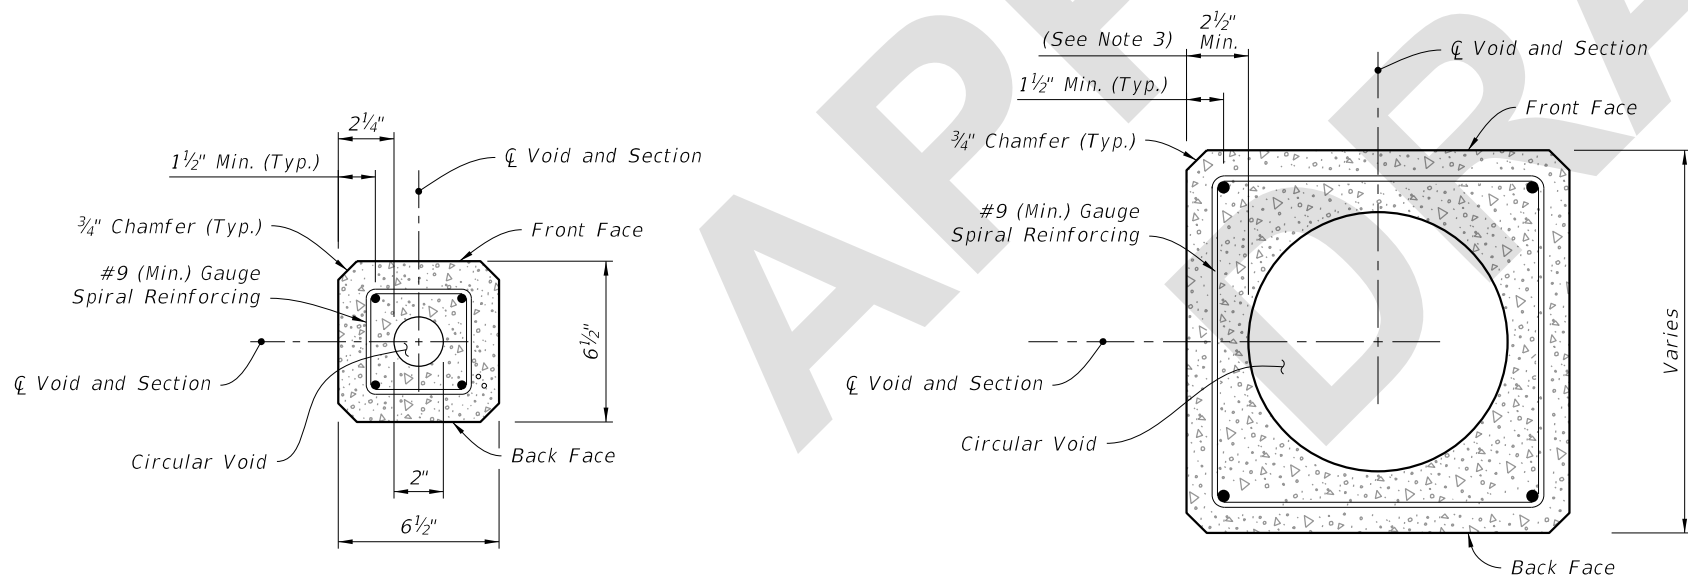 2½"
1½" Min. (Typ.)
℄ Void and Section
¾" Chamfer (Typ.)
Front Face
#9 (Min.) Gauge
Spiral Reinforcing
6½"
℄ Void and Section
Circular Void
Back Face
2"
6½"
2½"
Min.
(See Note 3)
℄ Void and Section
1½" Min. (Typ.)
Front Face
¾" Chamfer (Typ.)
#9 (Min.) Gauge
Spiral Reinforcing
Varies
℄ Void and Section
Circular Void
Back Face